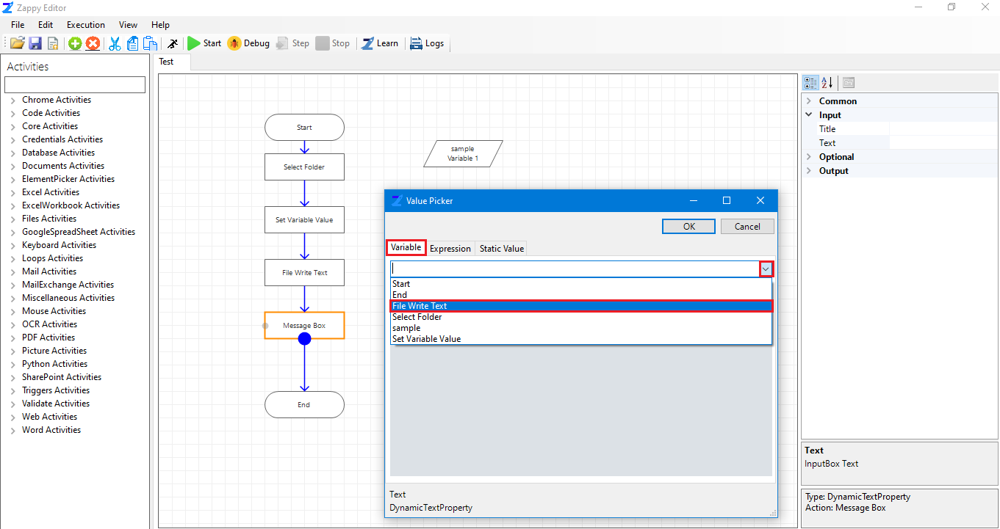 Zappy Editor
File Edit Execution View Help
Start Debug Step Stop Learn Logs
Activities
Chrome Activities
Code Activities
Core Activities
Credentials Activities
Database Activities
Documents Activities
ElementPicker Activities
Excel Activities
ExcelWorkbook Activities
Files Activities
GoogleSpreadSheet Activities
Keyboard Activities
Loops Activities
Mail Activities
MailExchange Activities
Miscellaneous Activities
Mouse Activities
OCR Activities
PDF Activities
Picture Activities
Python Activities
SharePoint Activities
Triggers Activities
Validate Activities
Web Activities
Word Activities
Test
Start
Select Folder
Set Variable Value
File Write Text
Message Box
End
sample
Variable 1
Value Picker
OK Cancel
Variable Expression Static Value
Start
End
File Write Text
Select Folder
sample
Set Variable Value
Text
DynamicTextProperty
A
Z
Common
Input
Title
Text
Optional
Output
Text
InputBox Text
Type: DynamicTextProperty
Action: Message Box